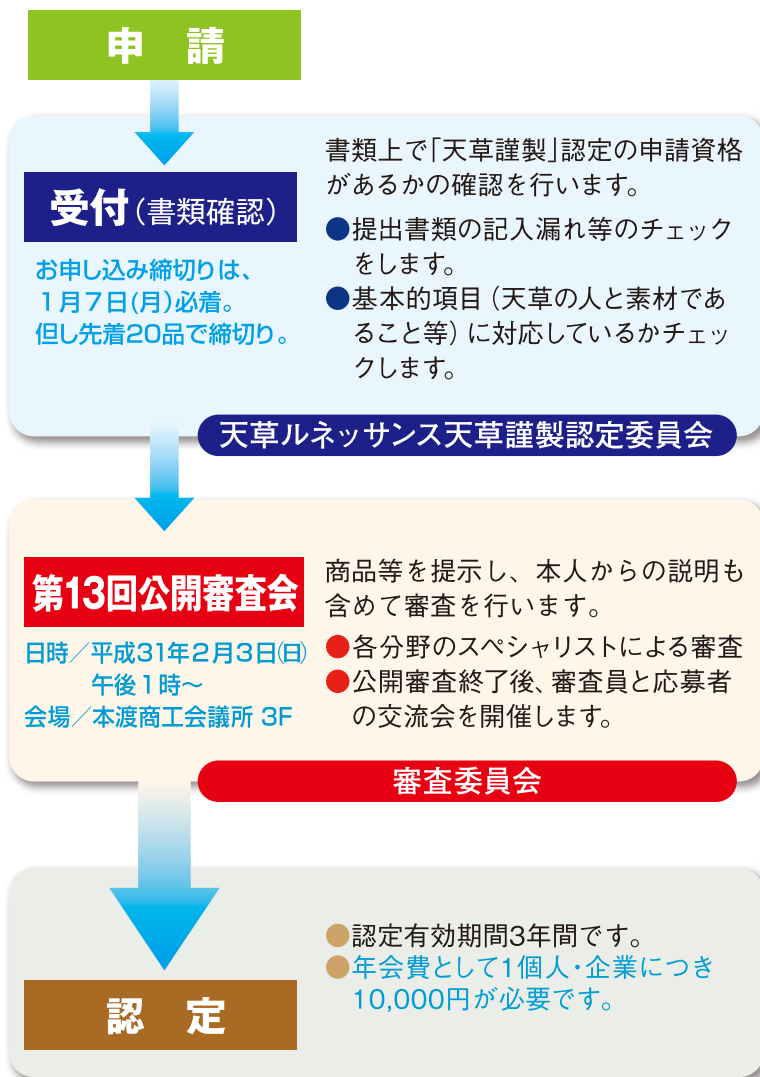 申　請
受付（書類確認）
お申し込み締切りは、
１月７日(月)必着。
但し先着20品で締切り。
書類上で｢天草謹製｣認定の申請資格
があるかの確認を行います。
●提出書類の記入漏れ等のチェック
をします。
●基本的項目（天草の人と素材であ
ること等）に対応しているかチェッ
クします。
天草ルネッサンス天草謹製認定委員会
第13回公開審査会
日時／平成31年２月３日㈰
午後１時〜
会場／本渡商工会議所 3F
商品等を提示し、本人からの説明も
含めて審査を行います。
●各分野のスペシャリストによる審査
●公開審査終了後、審査員と応募者
の交流会を開催します。
審査委員会
認　定
●認定有効期間3年間です。
●年会費として1個人・企業につき
10,000円が必要です。